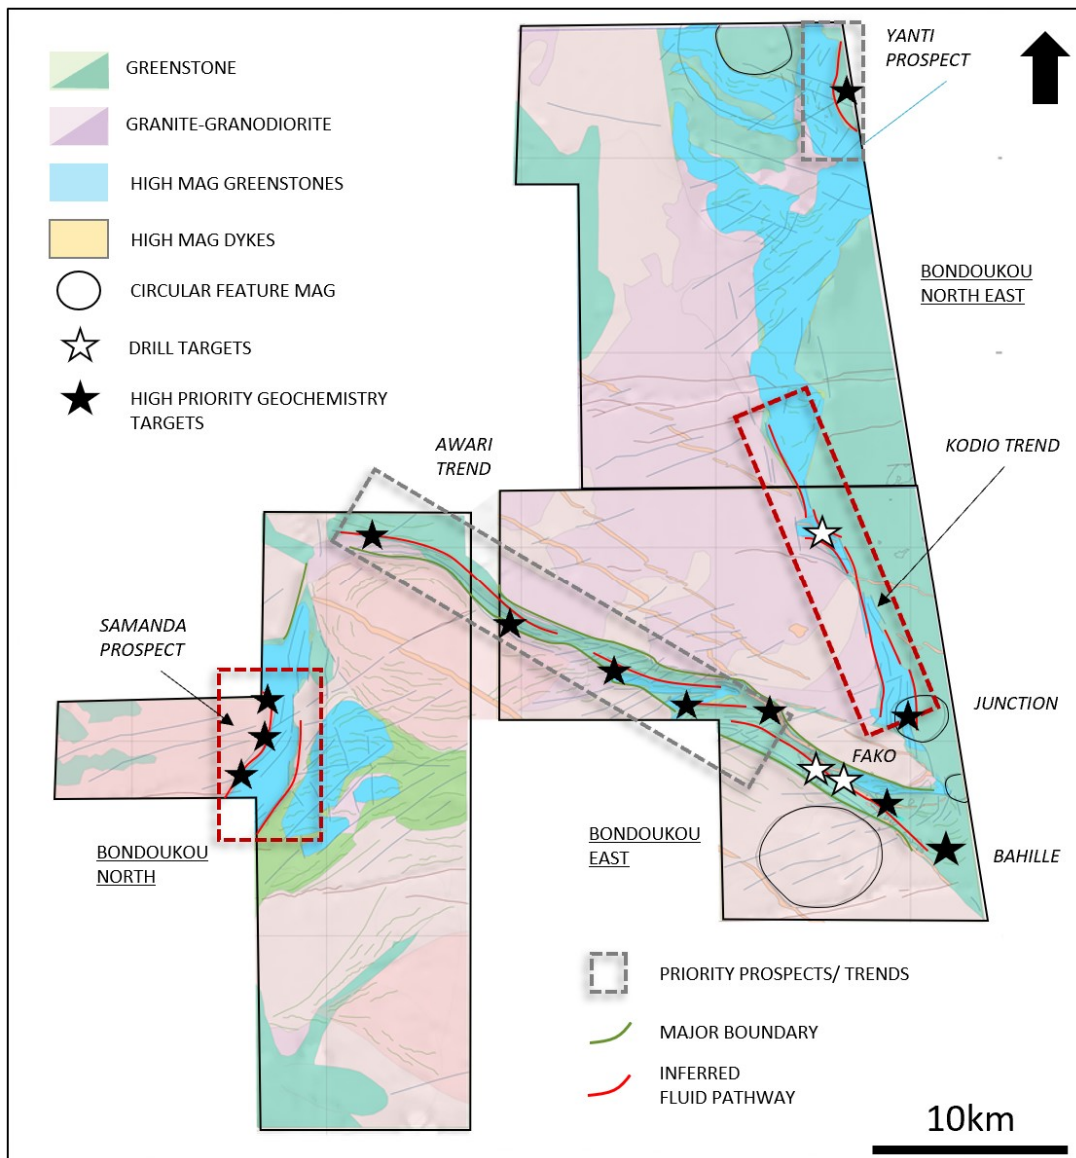 GREENSTONE
GRANITE-GRANODIORITE
HIGH MAG GREENSTONES
HIGH MAG DYKES
CIRCULAR FEATURE MAG
DRILL TARGETS
HIGH PRIORITY GEOCHEMISTRY
TARGETS
YANTI
PROSPECT
BONDOUKOU
NORTH EAST
AWARI
TREND
KODIO TREND
SAMANDA
PROSPECT
JUNCTION
FAKO
BONDOUKOU
NORTH
BONDOUKOU
EAST
BAHILLE
PRIORITY PROSPECTS/ TRENDS
MAJOR BOUNDARY
INFERRED
FLUID PATHWAY
10km